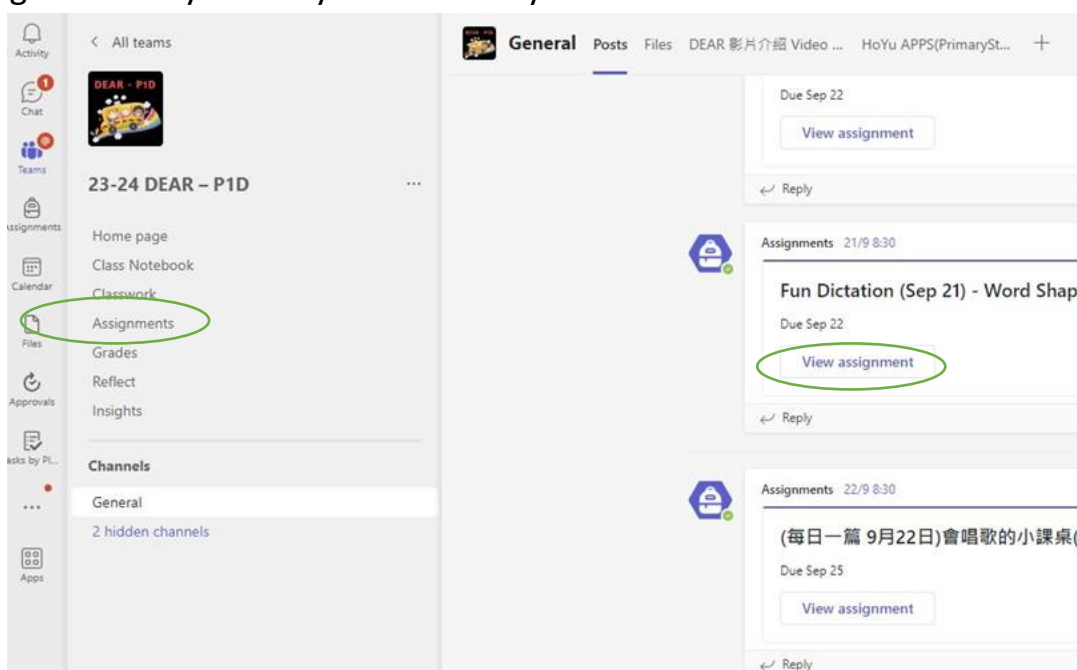 Activity
Chat
1
Teams
Assignments
Calendar
Files
Approvals
...
Apps
< All teams
DEAR - P1D
23-24 DEAR – P1D
...
Home page
Class Notebook
Classwork
Assignments
Grades
Reflect
Insights
Channels
General
2 hidden channels
General Posts Files DEAR 影片介紹 Video ... HoYu APPS(PrimarySt... +
Due Sep 22
View assignment
Reply
Assignments 21/9 8:30
Fun Dictation (Sep 21) - Word Shap
Due Sep 22
View assignment
Reply
Assignments 22/9 8:30
(每日一篇 9月22日)會唱歌的小課桌(
Due Sep 25
View assignment
Reply